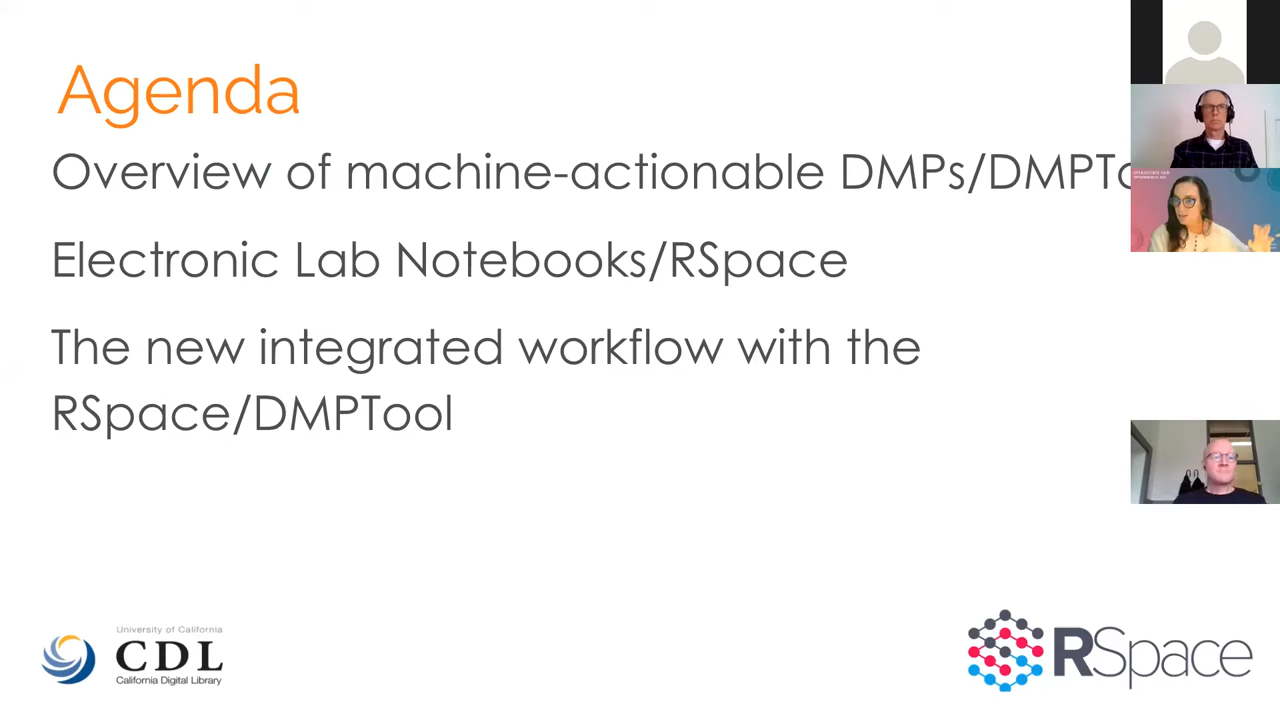 Agenda
Overview of machine-actionable DMPs/DMPTo
Electronic Lab Notebooks/RSpace
The new integrated workflow with the
RSpace/DMPTool
University of California
CDL
California Digital Library
RSpace